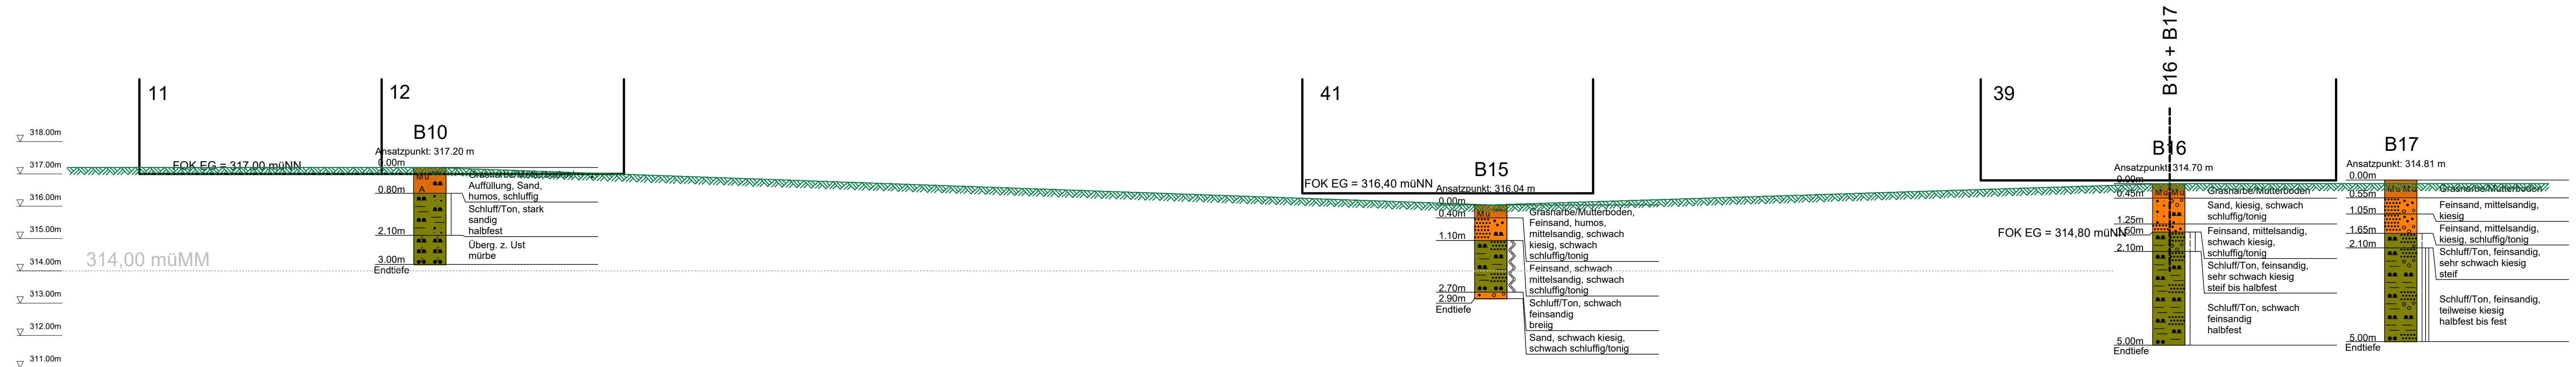 11
12
41
39
B16 + B17
318.00m
317.00m
316.00m
315.00m
314.00m
313.00m
312.00m
311.00m
314,00 müMM
FOK EG = 317,00 müNN
B10
Ansatzpunkt: 317.20 m
0.00m
0.80m
2.10m
3.00m
Endtiefe
Mu
A
Grasnarbe/Mutterboden,
Auffüllung, Sand,
humos, schluffig
Schluff/Ton, stark
sandig
halbfest
Überg. z. Ust
mürbe
FOK EG = 316,40 müNN
B15
Ansatzpunkt: 316.04 m
0.00m
0.40m
1.10m
2.70m
2.90m
Endtiefe
Mu
Grasnarbe/Mutterboden,
Feinsand, humos,
mittelsandig, schwach
kiesig, schwach
schluffig/tonig
Feinsand, schwach
mittelsandig, schwach
schluffig/tonig
Schluff/Ton, schwach
feinsandig
breiig
Sand, schwach kiesig,
schwach schluffig/tonig
FOK EG = 314,80 müNN
B16
Ansatzpunkt: 314.70 m
0.00m
0.45m
1.25m
1.50m
2.10m
5.00m
Endtiefe
Mu Mu
Grasnarbe/Mutterboden
Sand, kiesig, schwach
schluffig/tonig
Feinsand, mittelsandig,
schwach kiesig,
schluffig/tonig
Schluff/Ton, feinsandig,
sehr schwach kiesig
steif bis halbfest
Schluff/Ton, schwach
feinsandig
halbfest
B17
Ansatzpunkt: 314.81 m
0.00m
0.55m
1.05m
1.65m
2.10m
5.00m
Endtiefe
Mu Mu
Grasnarbe/Mutterboden
Feinsand, mittelsandig,
kiesig
Feinsand, mittelsandig,
kiesig, schluffig/tonig
Schluff/Ton, feinsandig,
sehr schwach kiesig
steif
Schluff/Ton, feinsandig,
teilweise kiesig
halbfest bis fest